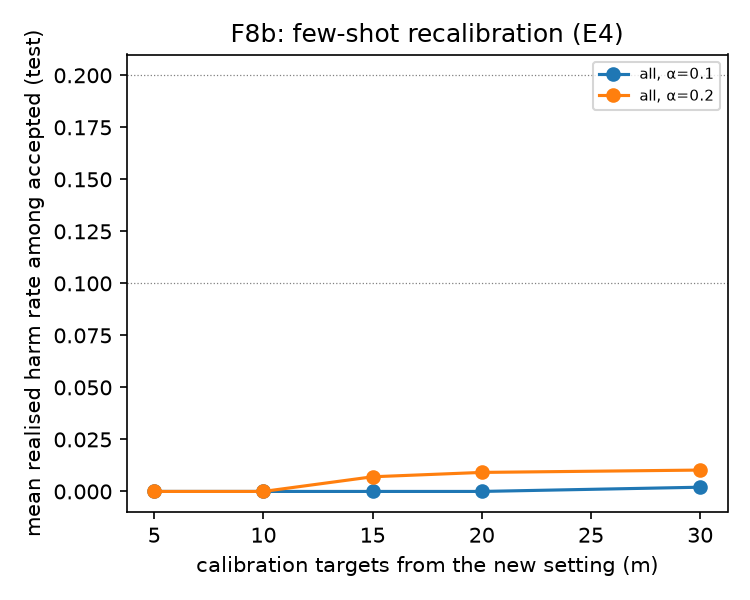 F8b: few-shot recalibration (E4)
mean realised harm rate among accepted (test)
0.200
0.175
0.150
0.125
0.100
0.075
0.050
0.025
0.000
all, α=0.1
all, α=0.2
5 10 15 20 25 30
calibration targets from the new setting (m)